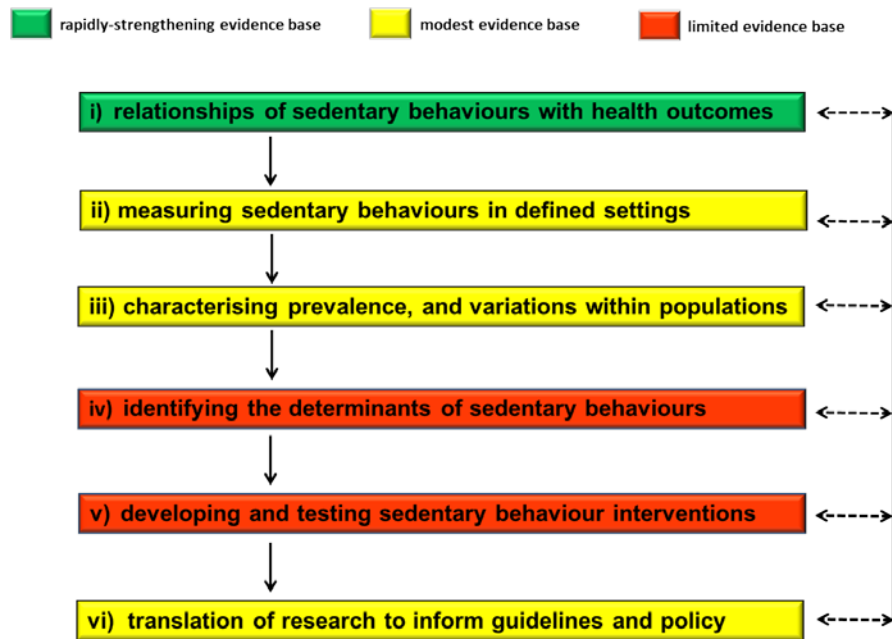 rapidly-strengthening evidence base modest evidence base limited evidence base
i) relationships of sedentary behaviours with health outcomes
ii) measuring sedentary behaviours in defined settings
iii) characterising prevalence, and variations within populations
iv) identifying the determinants of sedentary behaviours
v) developing and testing sedentary behaviour interventions
vi) translation of research to inform guidelines and policy